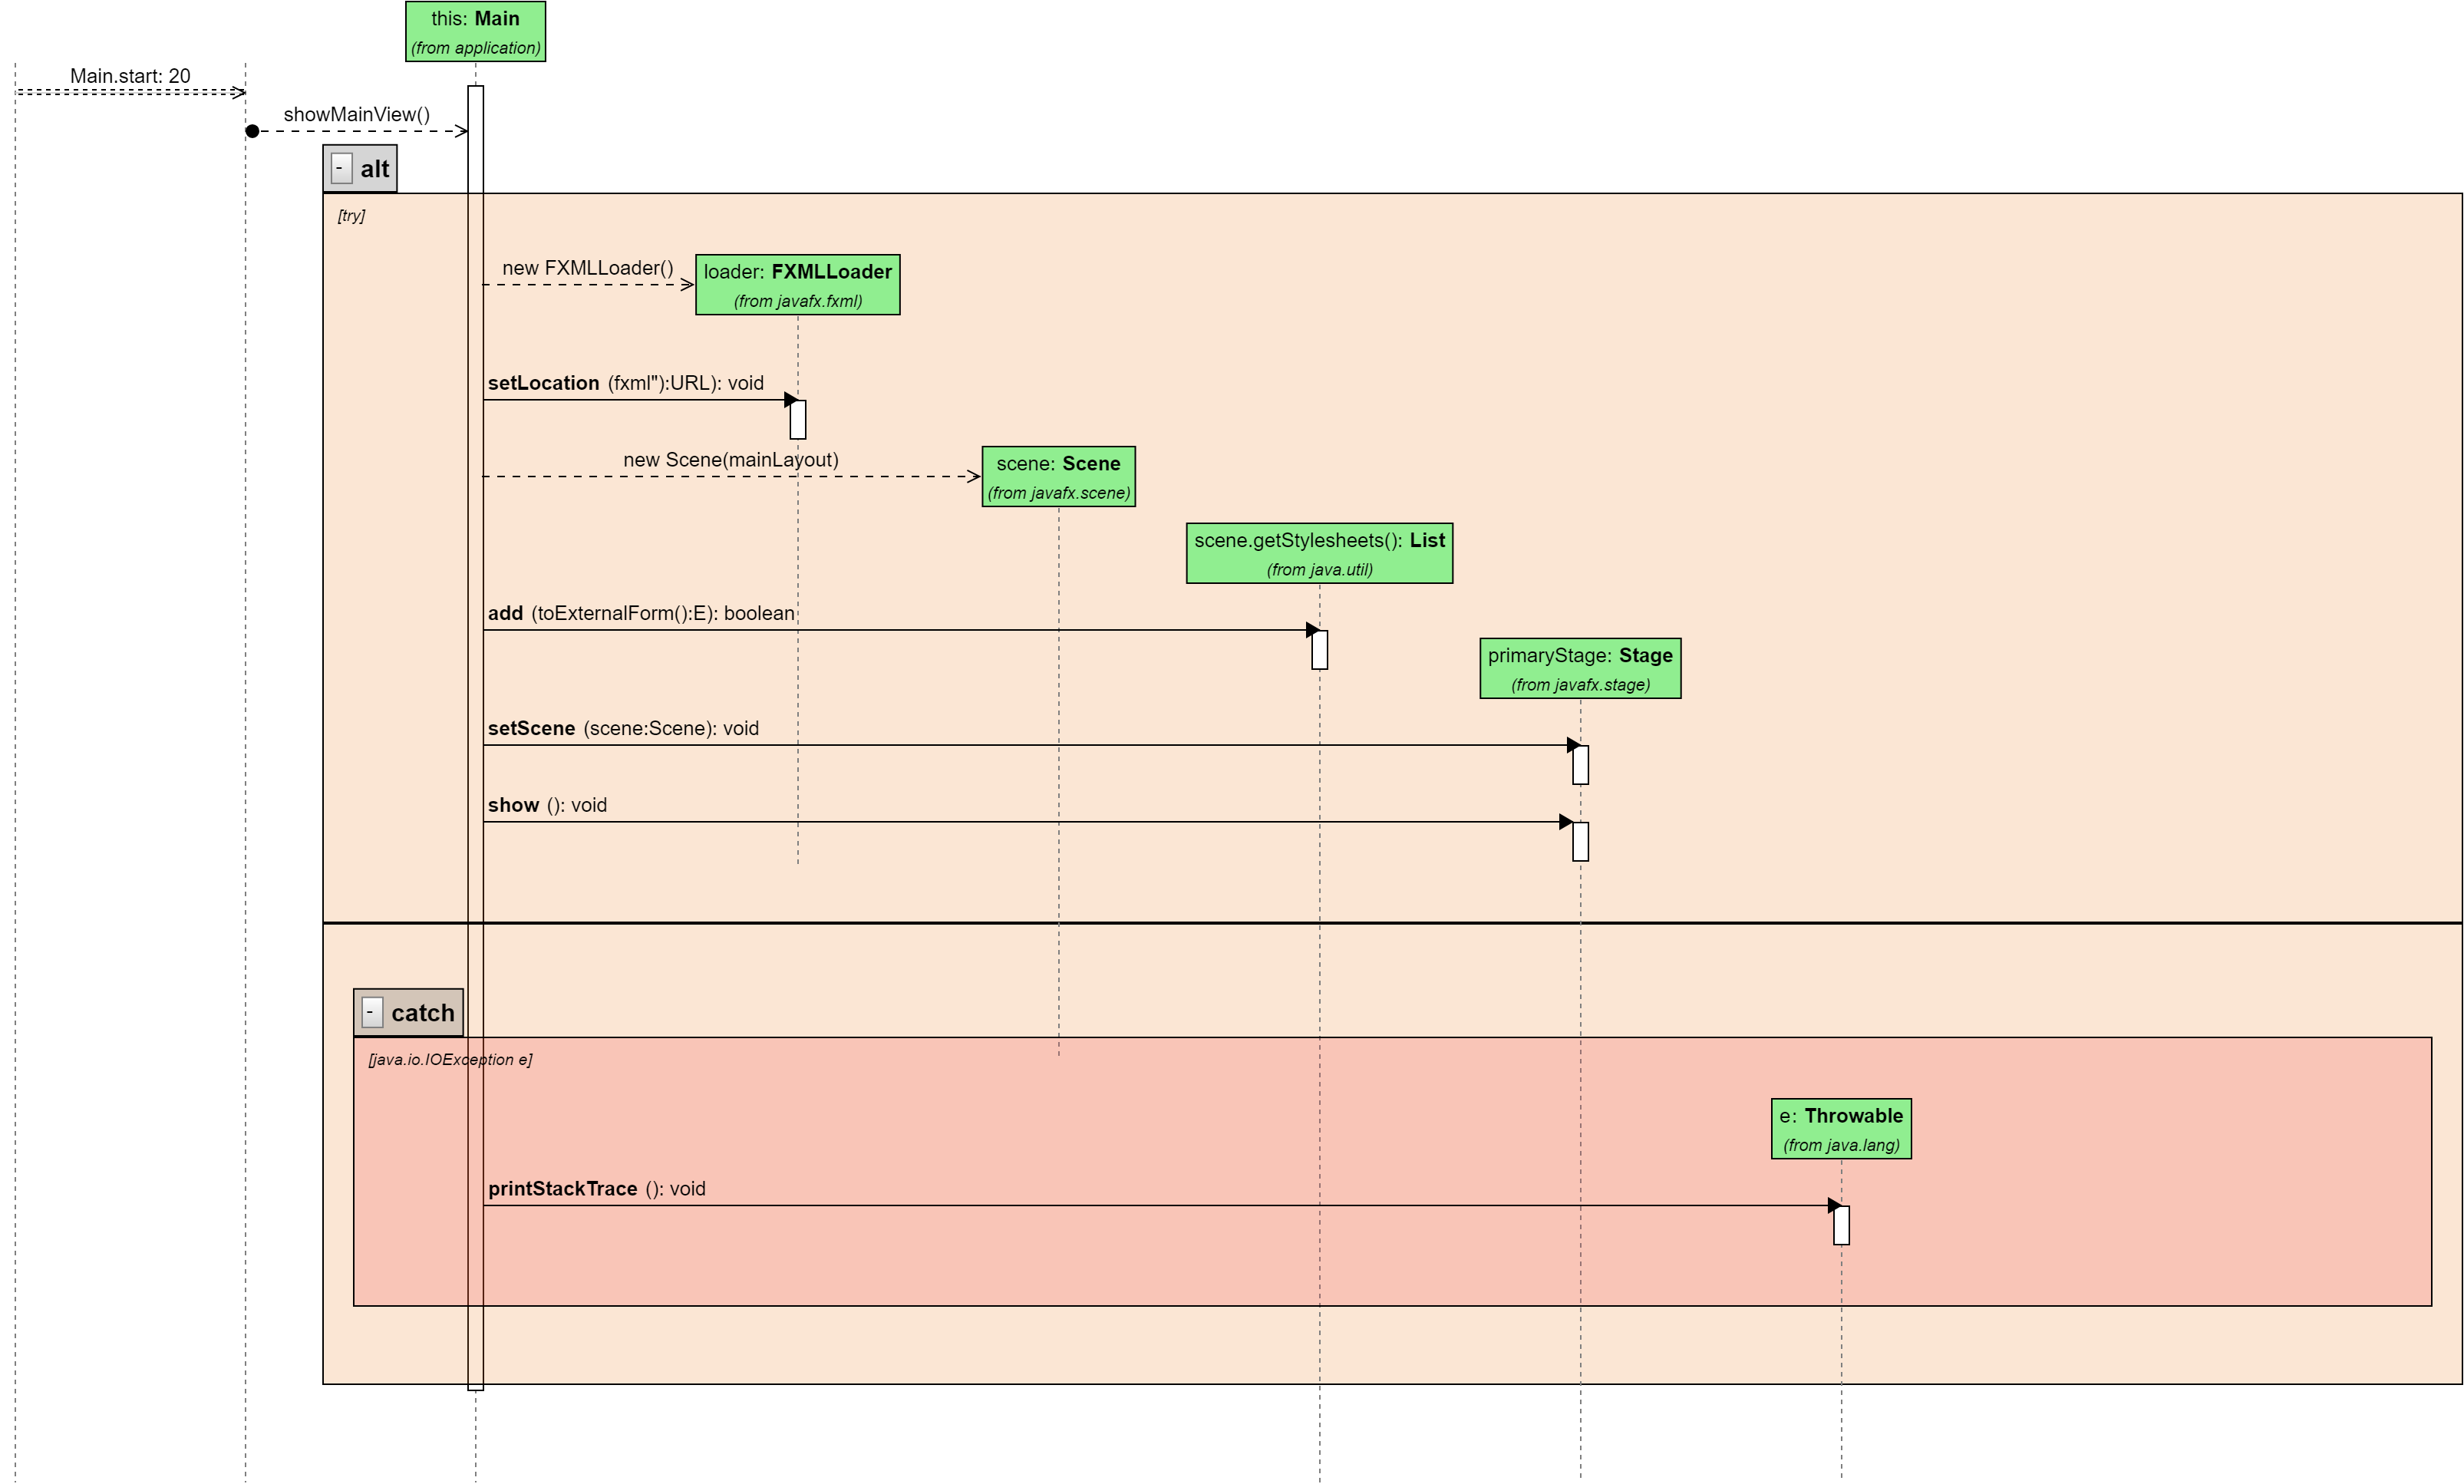 this: Main
(from application)
Main.start: 20
showMainView()
- alt
[try]
new FXMLLoader()
loader: FXMLLoader
(from javafx.fxml)
setLocation (fxml"):URL): void
new Scene(mainLayout)
scene: Scene
(from javafx.scene)
scene.getStylesheets(): List
(from java.util)
add (toExternalForm():E): boolean
primaryStage: Stage
(from javafx.stage)
setScene (scene:Scene): void
show (): void
- catch
[java.io.IOException e]
e: Throwable
(from java.lang)
printStackTrace (): void